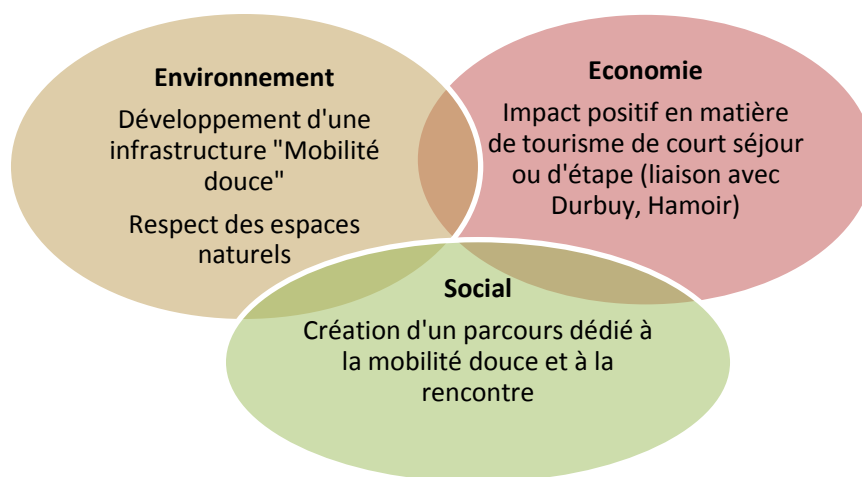 Environnement
Développement d'une
infrastructure "Mobilité
douce"
Respect des espaces
naturels
Economie
Impact positif en matière
de tourisme de court séjour
ou d'étape (liaison avec
Durbuy, Hamoir)
Social
Création d'un parcours dédié à
la mobilité douce et à la
rencontre